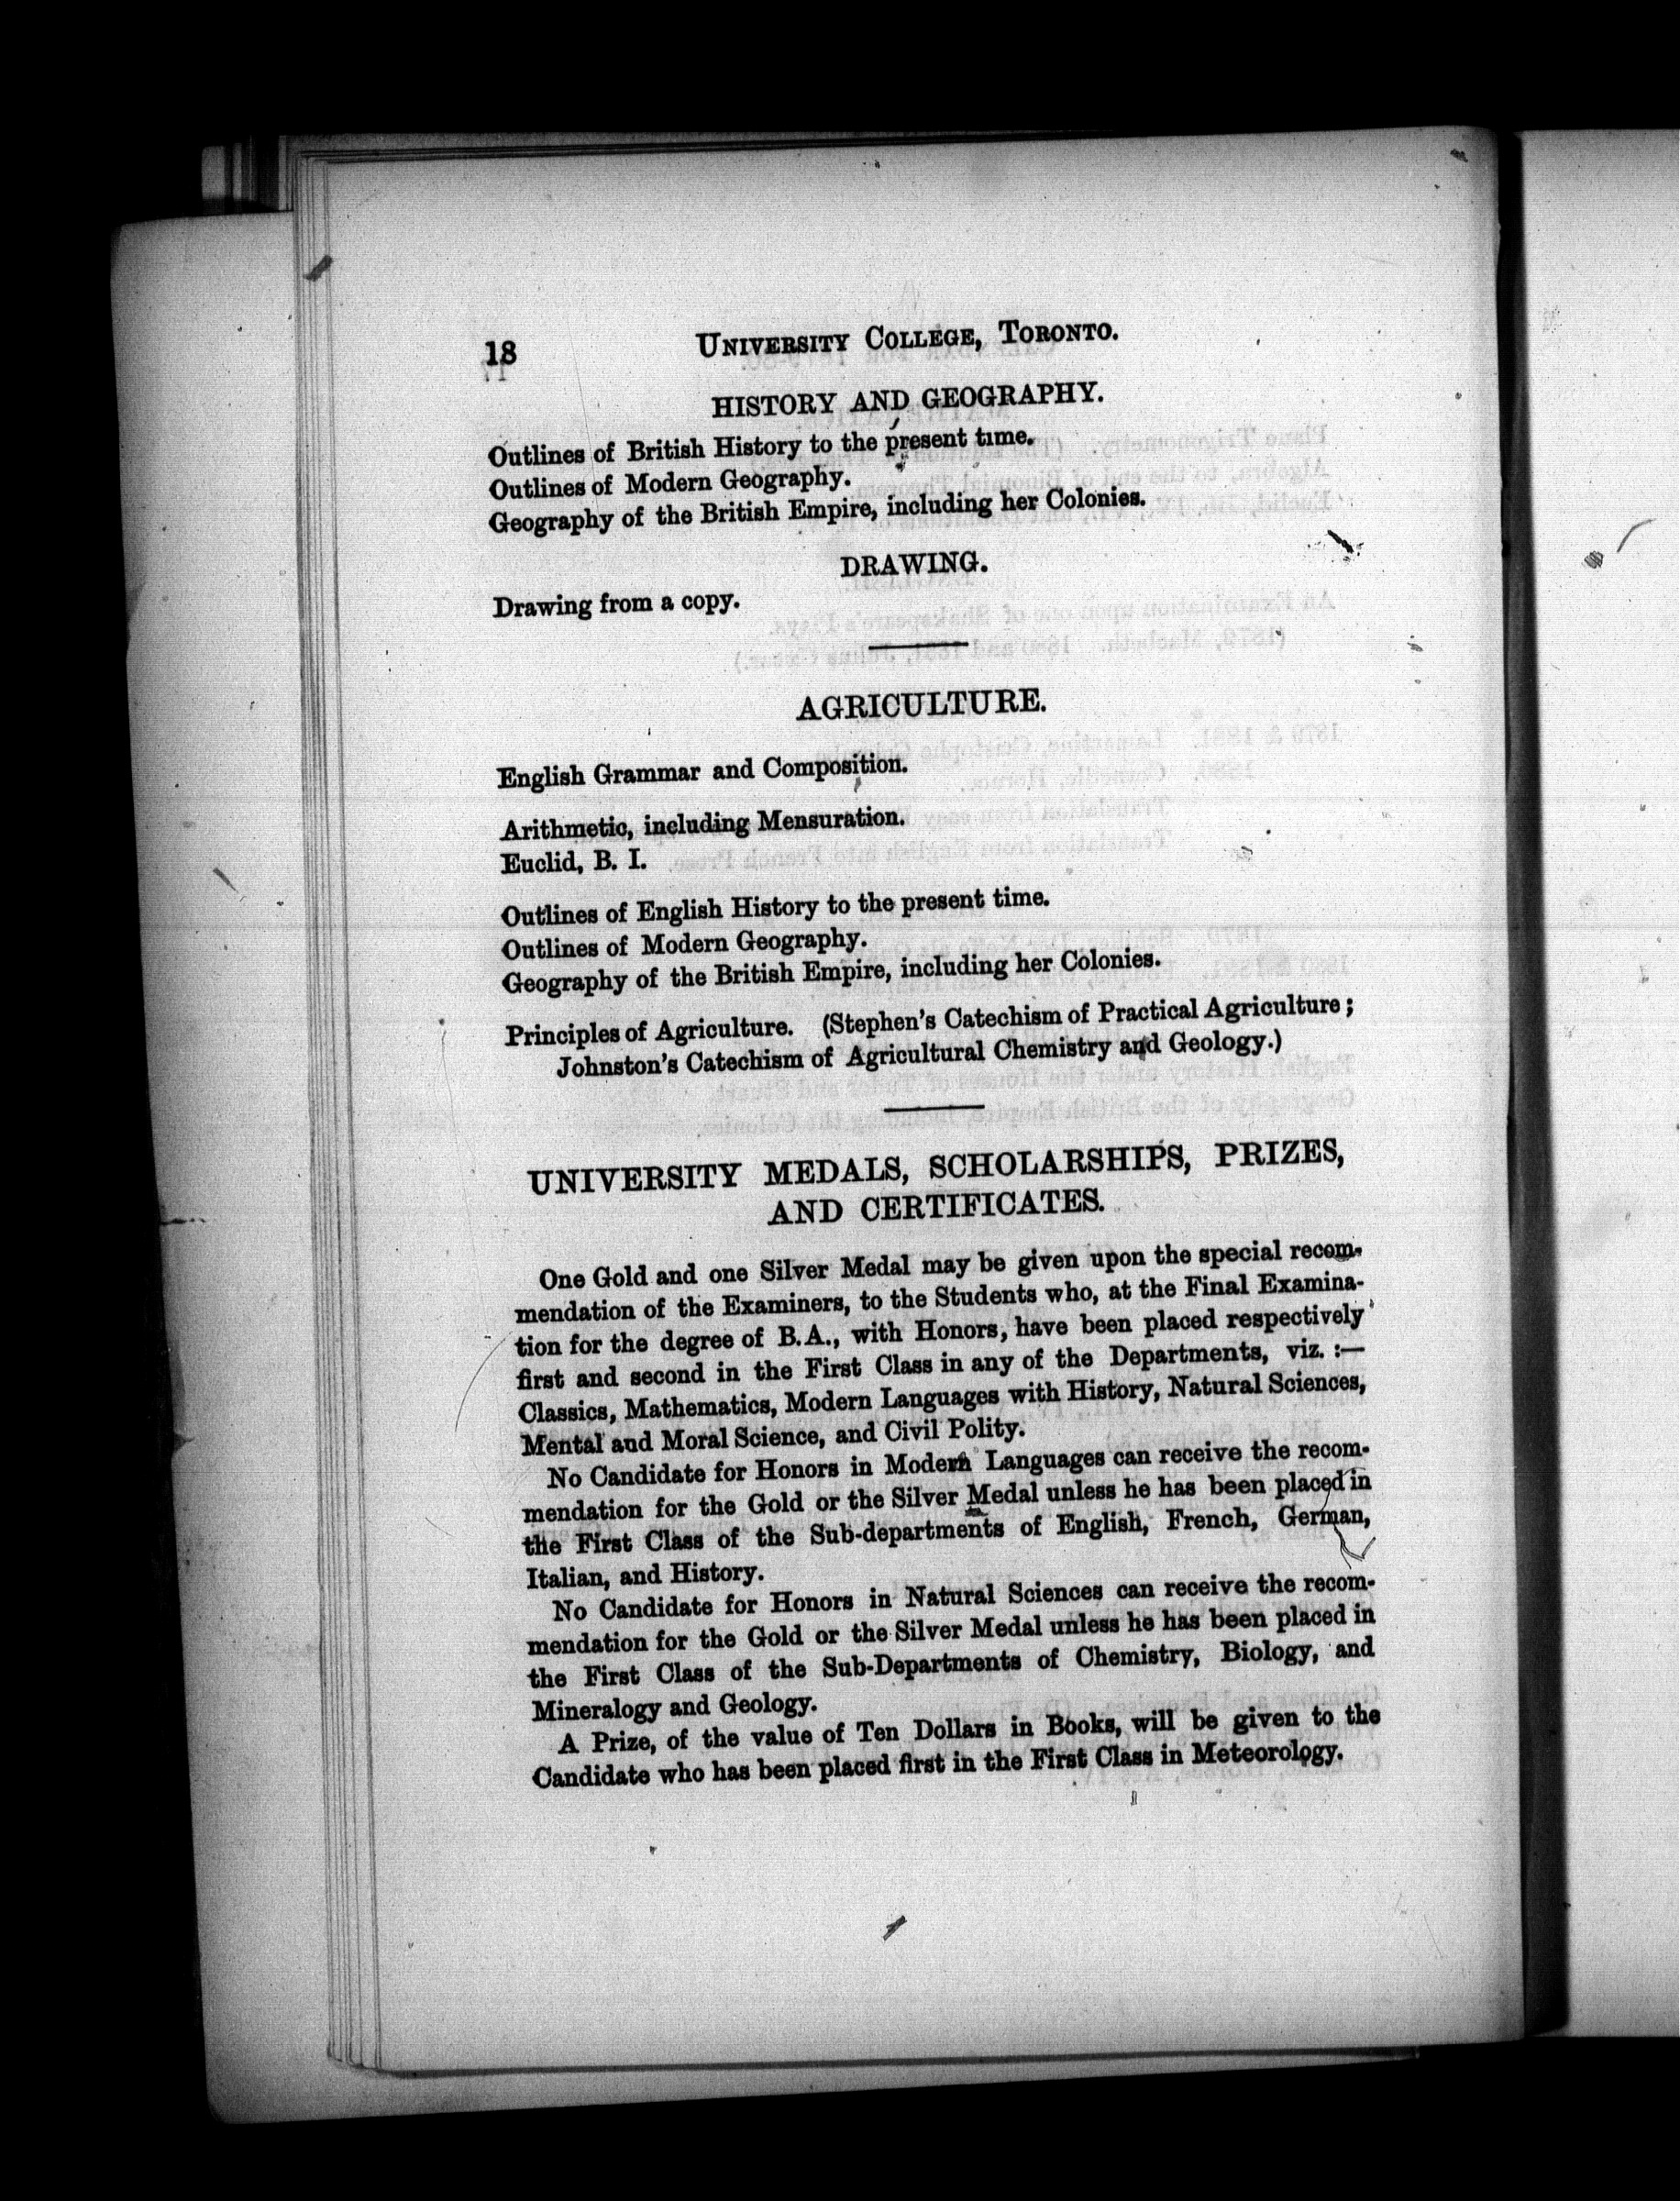 18 UNIVERSITY COLLEGE, TORONTO.
HISTORY AND GEOGRAPHY.
Outlines of British History to the present time.
Outlines of Modern Geography.
Geography of the British Empire, including her Colonies.
DRAWING.
Drawing from a copy.
AGRICULTURE.
English Grammar and Composition.
Arithmetic, including Mensuration.
Euclid, B. I.
Outlines of English History to the present time.
Outlines of Modern Geography.
Geography of the British Empire, including her Colonies.
Principles of Agriculture. (Stephen's Catechism of Practical Agriculture;
Johnston's Catechism of Agricultural Chemistry and Geology.)
UNIVERSITY MEDALS, SCHOLARSHIPS, PRIZES,
AND CERTIFICATES.
One Gold and one Silver Medal may be given upon the special recom-
mendation of the Examiners, to the Students who, at the Final Examina-
tion for the degree of B.A., with Honors, have been placed respectively
first and second in the First Class in any of the Departments, viz. :—
Classics, Mathematics, Modern Languages with History, Natural Sciences,
Mental and Moral Science, and Civil Polity.
No Candidate for Honors in Modern Languages can receive the recom-
mendation for the Gold or the Silver Medal unless he has been placed in
the First Class of the Sub-departments of English, French, German,
Italian, and History.
No Candidate for Honors in Natural Sciences can receive the recom-
mendation for the Gold or the Silver Medal unless he has been placed in
the First Class of the Sub-Departments of Chemistry, Biology, and
Mineralogy and Geology.
A Prize, of the value of Ten Dollars in Books, will be given to the
Candidate who has been placed first in the First Class in Meteorology.